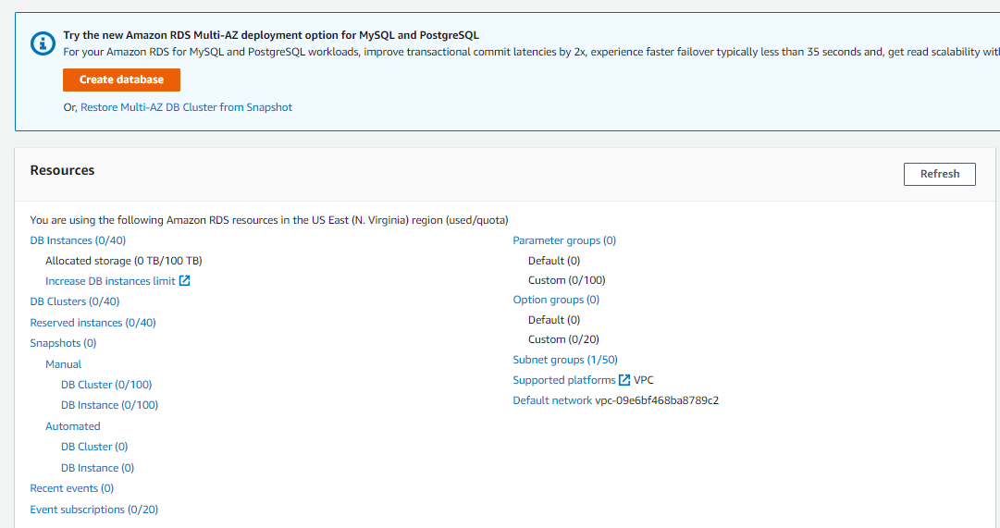 Try the new Amazon RDS Multi-AZ deployment option for MySQL and PostgreSQL
For your Amazon RDS for MySQL and PostgreSQL workloads, improve transactional commit latencies by 2x, experience faster failover typically less than 35 seconds and, get read scalability with
Create database
Or, Restore Multi-AZ DB Cluster from Snapshot
Resources
Refresh
You are using the following Amazon RDS resources in the US East (N. Virginia) region (used/quota)
DB Instances (0/40)
Allocated storage (0 TB/100 TB)
Increase DB instances limit
DB Clusters (0/40)
Reserved instances (0/40)
Snapshots (0)
Manual
DB Cluster (0/100)
DB Instance (0/100)
Automated
DB Cluster (0)
DB Instance (0)
Recent events (0)
Event subscriptions (0/20)
Parameter groups (0)
Default (0)
Custom (0/100)
Option groups (0)
Default (0)
Custom (0/20)
Subnet groups (1/50)
Supported platforms VPC
Default network vpc-09e6bf468ba8789c2